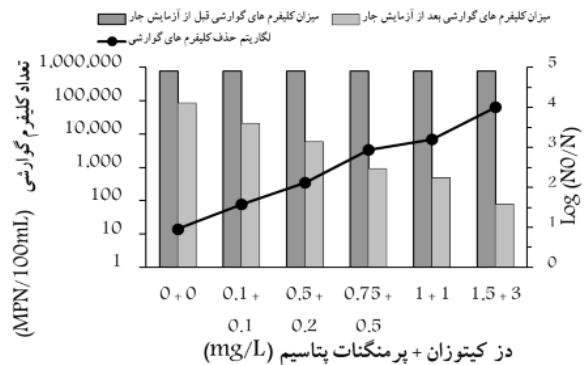 میزان کلیفرم های گوارشی قبل از آزمایش جار
میزان کلیفرم های گوارشی بعد از آزمایش جار
لگاریتم حذف کلیفرم های گوارشی
تعداد کلیفرم گوارشی
(MPN/100mL)
1,000,000
100,000
10,000
1,000
100
10
1
5
4
3
2
1
0
Log (N0/N)
0+0 0.1+ 0.5+ 0.75+ 1+1 1.5+3
0.1 0.2 0.5
دز کیتوزان + پرمنگنات پتاسیم (mg/L)